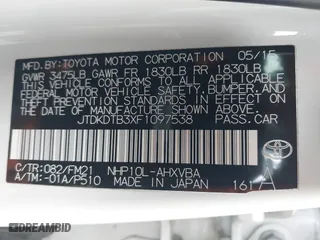 MFD.BY:TOYOTA MOTOR CORPORATION 05/15
GVWR 3475LB GAWR FR 1830LB RR 1830LB
THIS VEHICLE CONFORMS TO ALL APPLICABLE
FEDERAL MOTOR VEHICLE SAFETY, BUMPER, AND
THEFT PREVENTION STANDARDS IN EFFECT ON
THE DATE OF MANUFACTURE SHOWN ABOVE.
JTDKDTB3XF1097538 PASS.CAR
C/TR:082/FM21 NHP10L-AHXVBA
A/TM:-01A/P510 MADE IN JAPAN 161A
TOYOTA